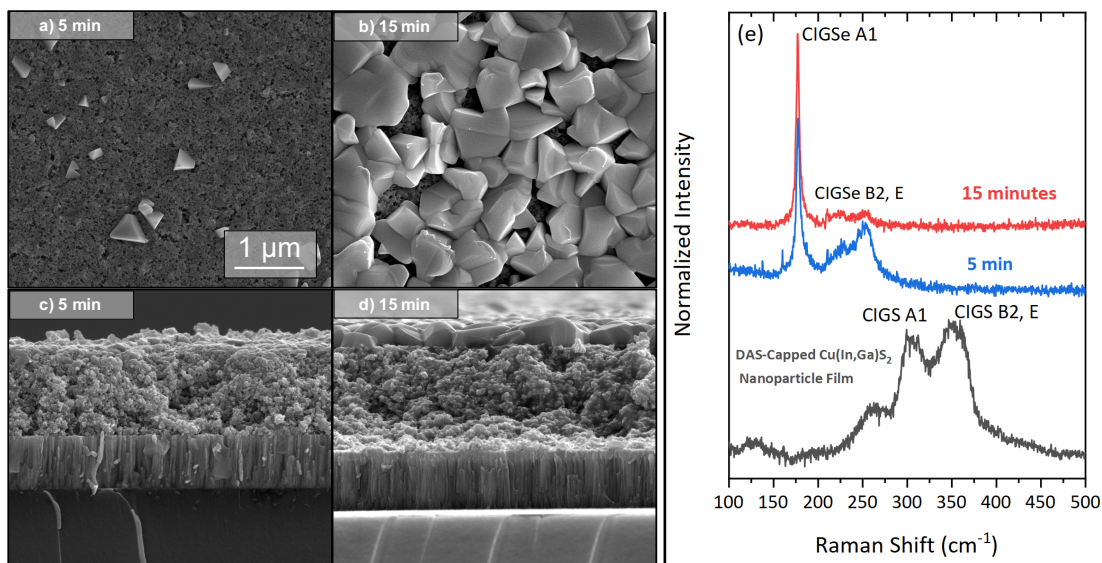 a) 5 min
b) 15 min
1 µm
c) 5 min
d) 15 min
(e)
CIGSe A1
CIGSe B2, E
15 minutes
5 min
CIGS A1
CIGS B2, E
DAS-Capped Cu(In,Ga)S₂
Nanoparticle Film
Normalized Intensity
100 150 200 250 300 350 400 450 500
Raman Shift (cm⁻¹)